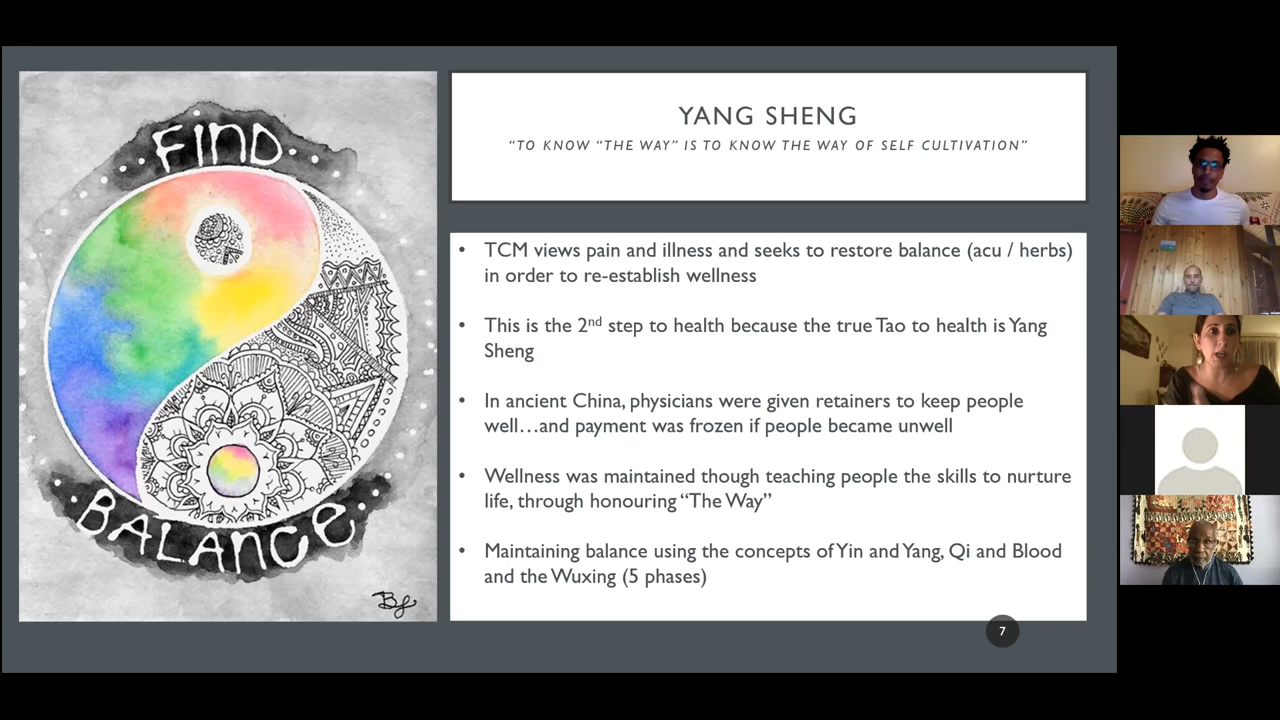 FIND
BALANCE
YANG SHENG
“TO KNOW “THE WAY” IS TO KNOW THE WAY OF SELF CULTIVATION”
• TCM views pain and illness and seeks to restore balance (acu / herbs)
in order to re-establish wellness
• This is the 2nd step to health because the true Tao to health is Yang
Sheng
• In ancient China, physicians were given retainers to keep people
well…and payment was frozen if people became unwell
• Wellness was maintained though teaching people the skills to nurture
life, through honouring “The Way”
• Maintaining balance using the concepts of Yin and Yang, Qi and Blood
and the Wuxing (5 phases)
7